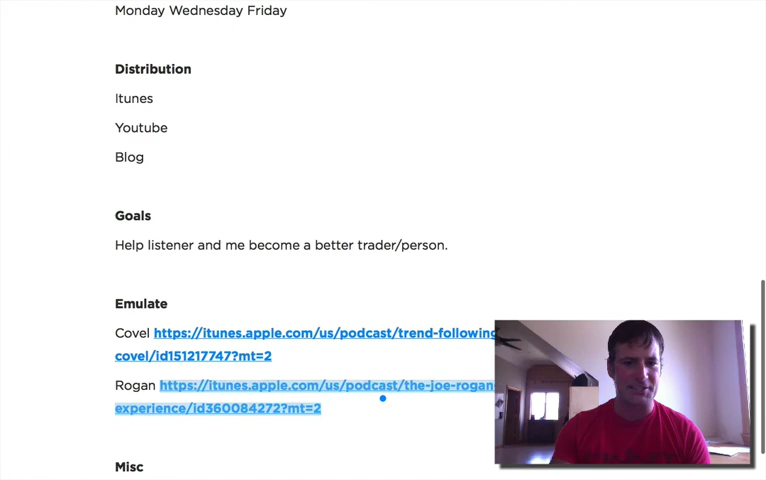 Monday Wednesday Friday
Distribution
Itunes
Youtube
Blog
Goals
Help listener and me become a better trader/person.
Emulate
Covel https://itunes.apple.com/us/podcast/trend-following
covel/id151217747?mt=2
Rogan https://itunes.apple.com/us/podcast/the-joe-rogan
experience/id360084272?mt=2
Misc